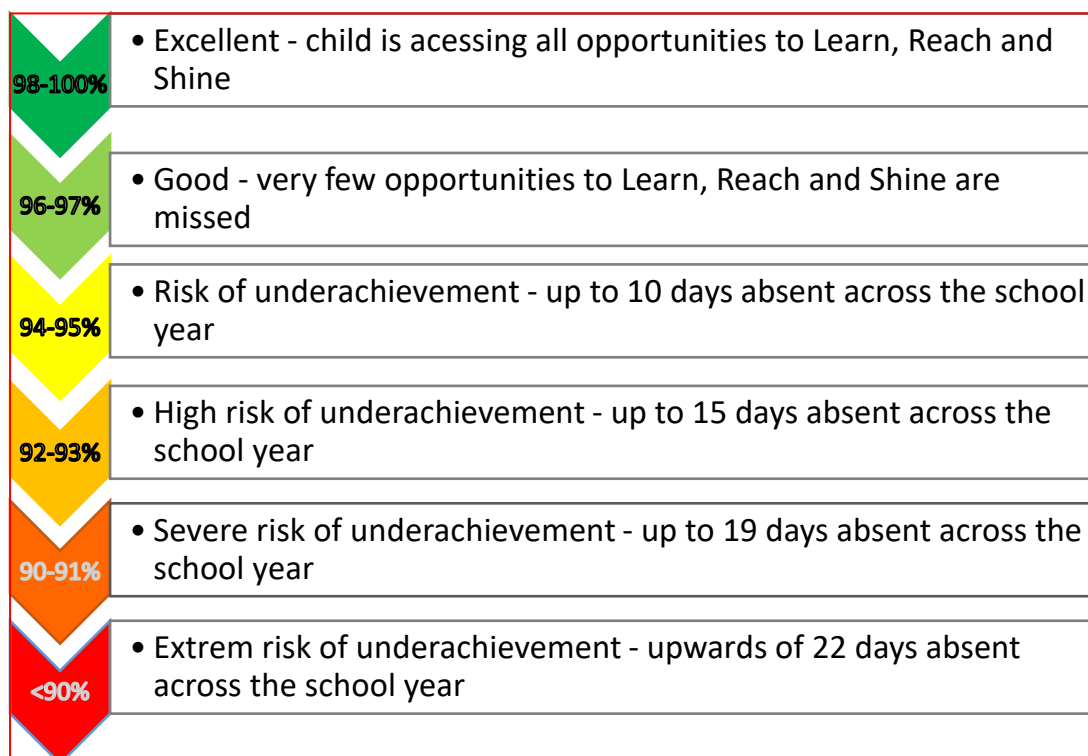 98-100%
• Excellent - child is acessing all opportunities to Learn, Reach and
Shine
96-97%
• Good - very few opportunities to Learn, Reach and Shine are
missed
94-95%
• Risk of underachievement - up to 10 days absent across the school
year
92-93%
• High risk of underachievement - up to 15 days absent across the
school year
90-91%
• Severe risk of underachievement - up to 19 days absent across the
school year
<90%
• Extrem risk of underachievement - upwards of 22 days absent
across the school year